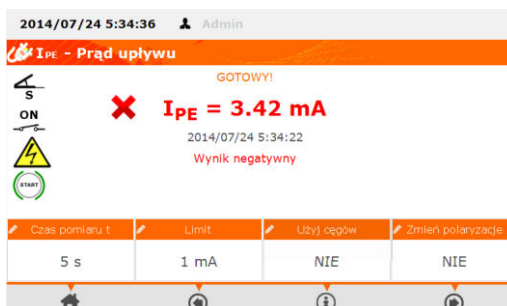 2014/07/24 5:34:36 Admin
IPE - Prąd upływu
GOTOWY!
S
ON
IPE = 3.42 mA
2014/07/24 5:34:22
Wynik negatywny
START
Czas pomiaru t Limit Użyj cęgów Zmień polaryzację
5 s 1 mA NIE NIE